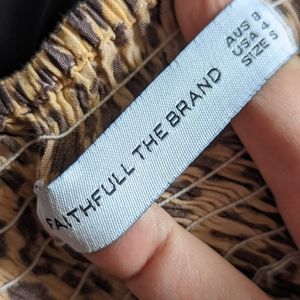 FAITHFULL THE BRAND
AUS 8
USA 4
SIZE S